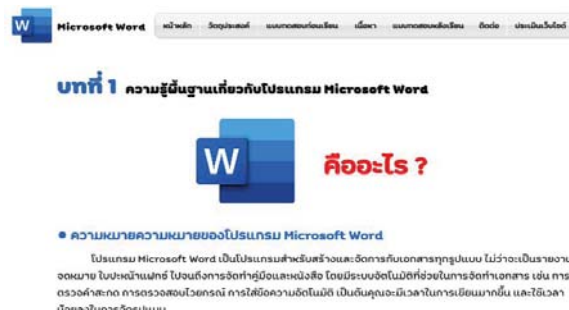 W Microsoft Word หน้าหลัก วัตถุประสงค์ แบบทดสอบก่อนเรียน เนื้อหา แบบทดสอบหลังเรียน ติดต่อ ประเมินเว็บไซต์
บทที่ 1 ความรู้พื้นฐานเกี่ยวกับโปรแกรม Microsoft Word
W คืออะไร ?
● ความหมายความหมายของโปรแกรม Microsoft Word
โปรแกรม Microsoft Word เป็นโปรแกรมสำหรับสร้างและจัดการกับเอกสารทุกรูปแบบ ไม่ว่าจะเป็นรายงาน
จดหมาย ใบปะหน้าแฟกซ์ ไปจนถึงการจัดทำคู่มือและหนังสือ โดยมีระบบอัตโนมัติที่ช่วยในการจัดทำเอกสาร เช่น การ
ตรวจคำสะกด การตรวจสอบไวยกรณ์ การใส่ข้อความอัตโนมัติ เป็นต้นคุณจะมีเวลาในการเขียนมากขึ้น และใช้เวลา
น้อยลงในการจัดรูปแบบ